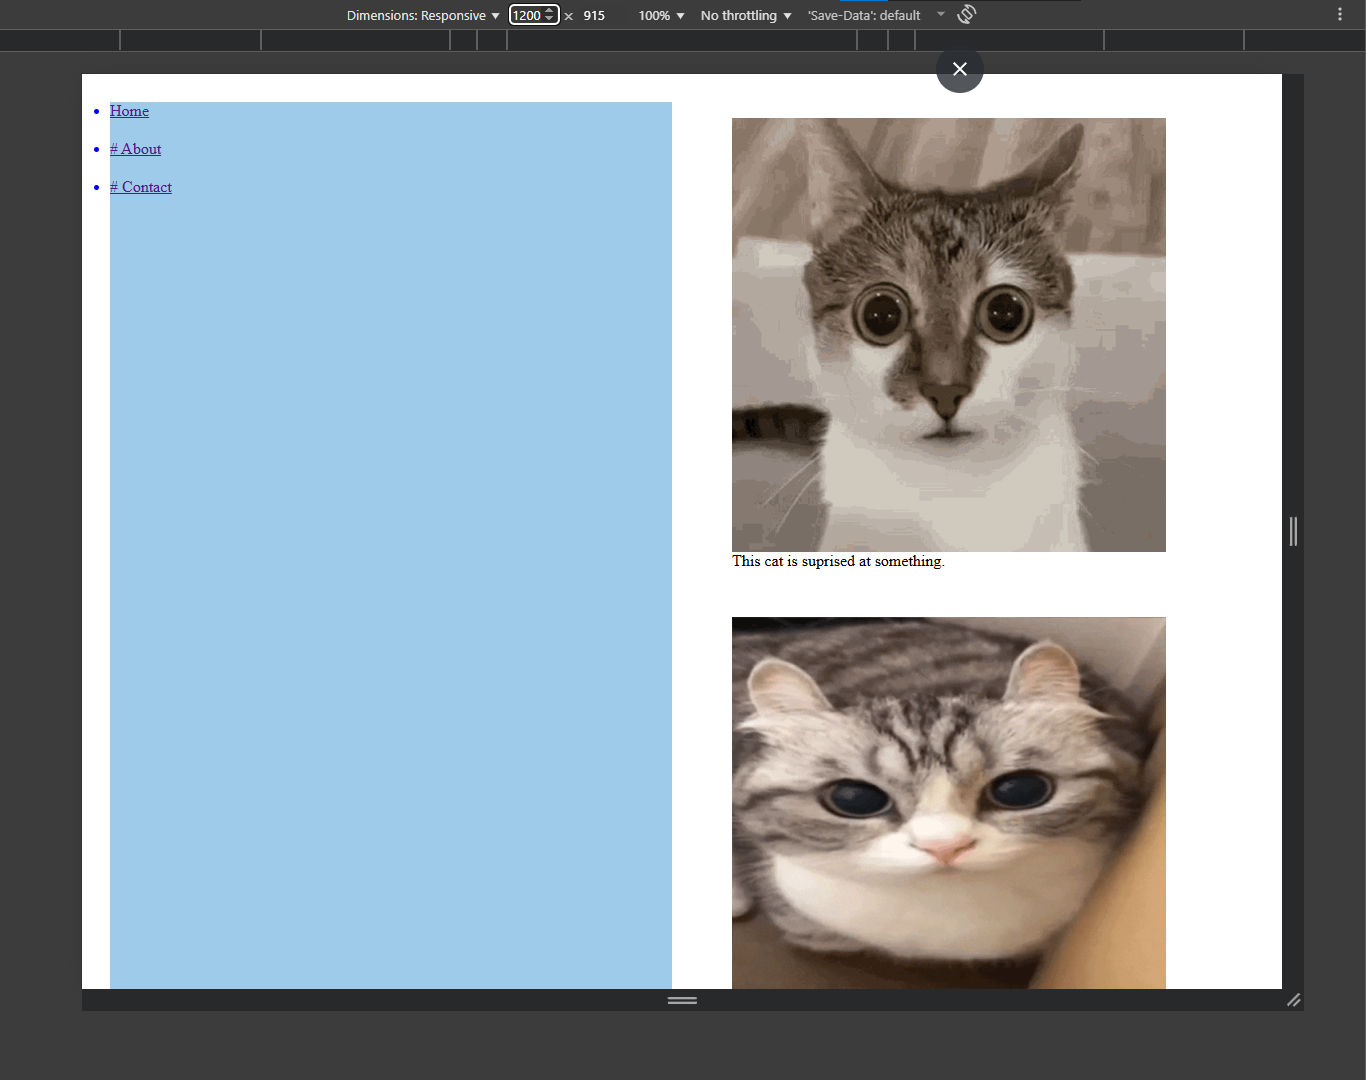 Dimensions: Responsive 1200 × 915 100% No throttling 'Save-Data': default
Home
# About
# Contact
This cat is suprised at something.